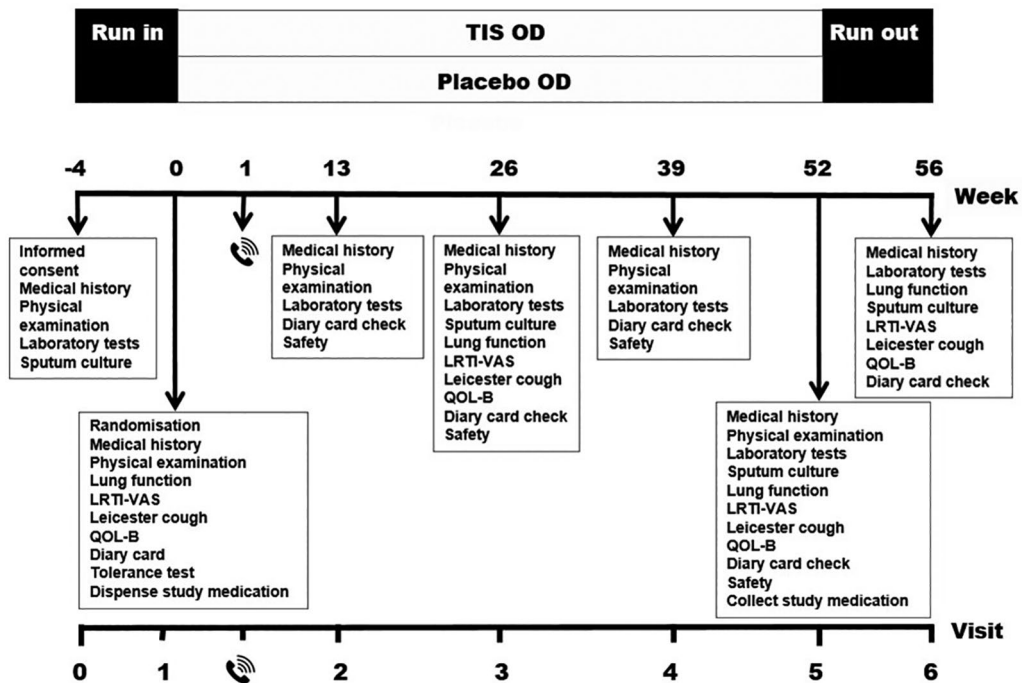 Run in
TIS OD
Run out
Placebo OD
-4 0 1 13 26 39 52 56
Week
Informed
consent
Medical history
Physical
examination
Laboratory tests
Sputum culture
Randomisation
Medical history
Physical examination
Lung function
LRTI-VAS
Leicester cough
QOL-B
Diary card
Tolerance test
Dispense study medication
Medical history
Physical
examination
Laboratory tests
Diary card check
Safety
Medical history
Physical
examination
Laboratory tests
Sputum culture
Lung function
LRTI-VAS
Leicester cough
QOL-B
Diary card check
Safety
Medical history
Physical
examination
Laboratory tests
Diary card check
Safety
Medical history
Physical examination
Laboratory tests
Sputum culture
Lung function
LRTI-VAS
Leicester cough
QOL-B
Diary card check
Safety
Collect study medication
Medical history
Laboratory tests
Lung function
Sputum culture
LRTI-VAS
Leicester cough
QOL-B
Diary card check
Visit
0 1 2 3 4 5 6